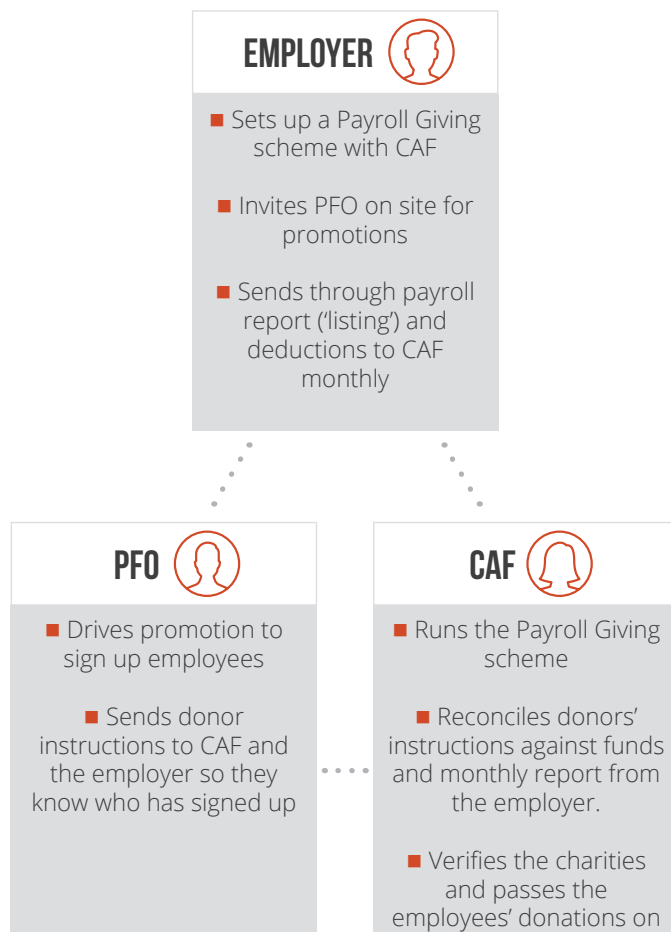 EMPLOYER
■ Sets up a Payroll Giving
scheme with CAF
■ Invites PFO on site for
promotions
■ Sends through payroll
report (‘listing’) and
deductions to CAF
monthly
PFO
■ Drives promotion to
sign up employees
■ Sends donor
instructions to CAF and
the employer so they
know who has signed up
CAF
■ Runs the Payroll Giving
scheme
■ Reconciles donors’
instructions against funds
and monthly report from
the employer.
■ Verifies the charities
and passes the
employees’ donations on